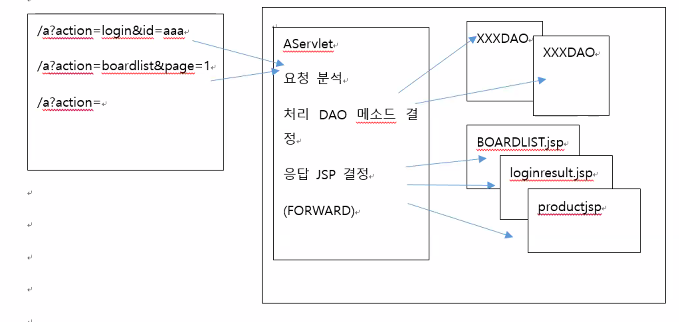 /a?action=login&id=aaa
/a?action=boardlist&page=1
/a?action=
AServlet
요청 분석
처리 DAO 메소드 결
정
응답 JSP 결정
(FORWARD)
XXXDAO
XXXDAO
BOARDLIST.jsp
loginresult.jsp
productjsp